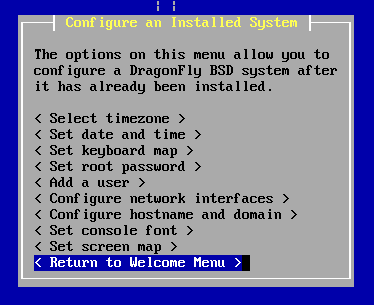 Configure an Installed System
The options on this menu allow you to
configure a DragonFly BSD system after
it has already been installed.
< Select timezone >
< Set date and time >
< Set keyboard map >
< Set root password >
< Add a user >
< Configure network interfaces >
< Configure hostname and domain >
< Set console font >
< Set screen map >
< Return to Welcome Menu >